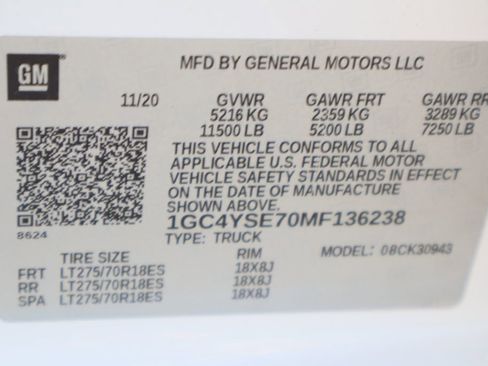 GM
MFD BY GENERAL MOTORS LLC
11/20 GVWR GAWR FRT GAWR RR
5216 KG 2359 KG 3289 KG
11500 LB 5200 LB 7250 LB
THIS VEHICLE CONFORMS TO ALL
APPLICABLE U.S. FEDERAL MOTOR
VEHICLE SAFETY STANDARDS IN EFFECT
ON THE DATE OF MANUFACTURE
SHOWN ABOVE.
8624 1GC4YSE70MF136238
TYPE: TRUCK MODEL: 08CK30943
TIRE SIZE RIM
FRT LT275/70R18ES 18X8J
RR LT275/70R18ES 18X8J
SPA LT275/70R18ES 18X8J